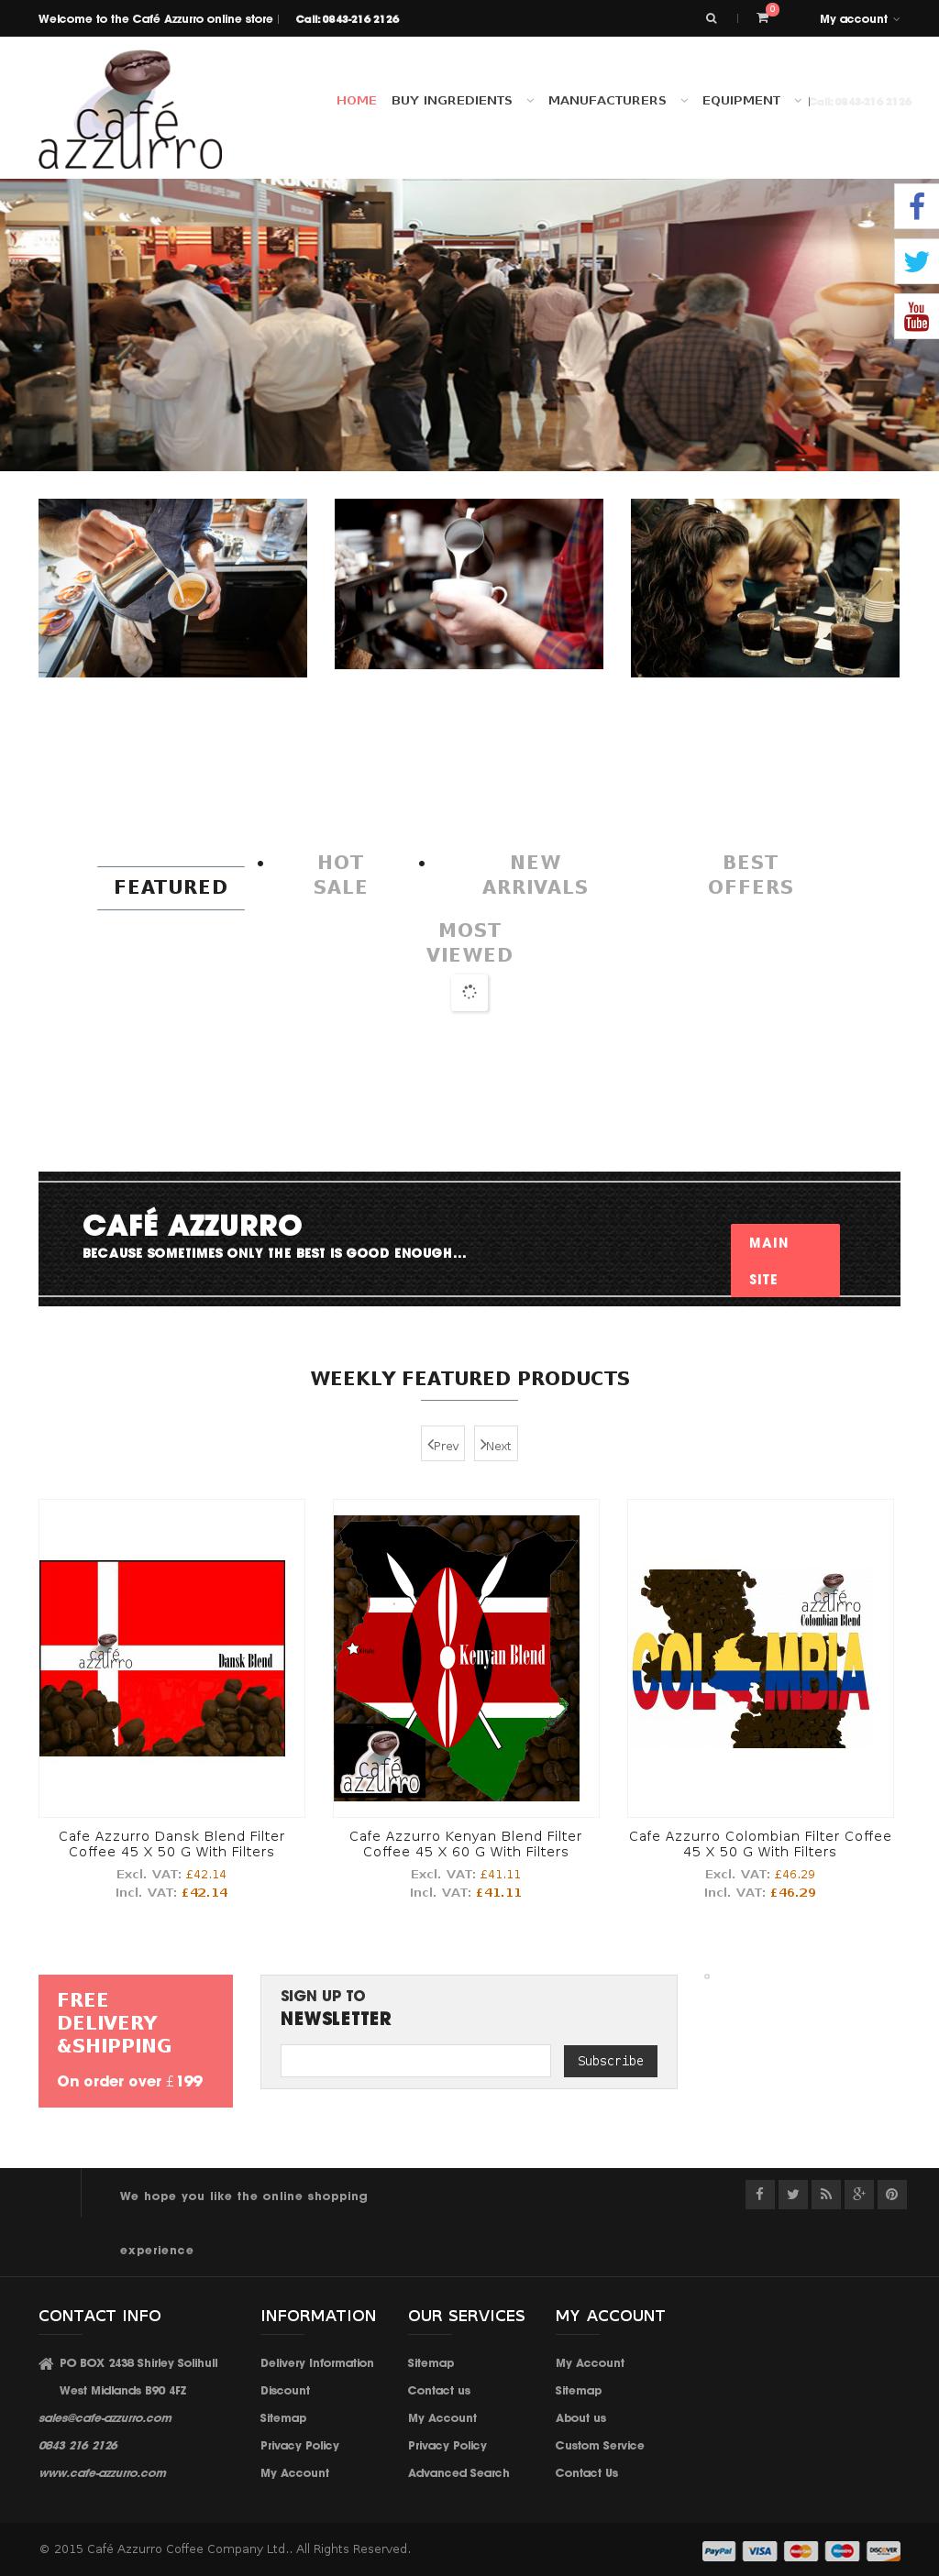 Welcome to the Café Azzurro online store | Call: 0843-216 2126
0
My account
café
azzurro
HOME BUY INGREDIENTS MANUFACTURERS EQUIPMENT | Call: 0843-216 2126
GREEN BEANS COFFEE COMPANY
You
Tube
FEATURED
HOT
SALE
NEW
ARRIVALS
BEST
OFFERS
MOST
VIEWED
CAFÉ AZZURRO
BECAUSE SOMETIMES ONLY THE BEST IS GOOD ENOUGH...
MAIN
SITE
WEEKLY FEATURED PRODUCTS
Prev
Next
café
azzurro
Dansk Blend
Kenyan Blend
café
azzurro
café
azzurro
Colombian Blend
COLOMBIA
Cafe Azzurro Dansk Blend Filter
Coffee 45 X 50 G With Filters
Excl. VAT: £42.14
Incl. VAT: £42.14
Cafe Azzurro Kenyan Blend Filter
Coffee 45 X 60 G With Filters
Excl. VAT: £41.11
Incl. VAT: £41.11
Cafe Azzurro Colombian Filter Coffee
45 X 50 G With Filters
Excl. VAT: £46.29
Incl. VAT: £46.29
FREE
DELIVERY
&SHIPPING
On order over £199
SIGN UP TO
NEWSLETTER
Subscribe
We hope you like the online shopping
experience
CONTACT INFO
PO BOX 2438 Shirley Solihull
West Midlands B90 4FZ
sales@cafe-azzurro.com
0843 216 2126
www.cafe-azzurro.com
INFORMATION
Delivery Information
Discount
Sitemap
Privacy Policy
My Account
OUR SERVICES
Sitemap
Contact us
My Account
Privacy Policy
Advanced Search
MY ACCOUNT
My Account
Sitemap
About us
Custom Service
Contact Us
© 2015 Café Azzurro Coffee Company Ltd.. All Rights Reserved.
PayPal VISA MasterCard Maestro DISCOVER